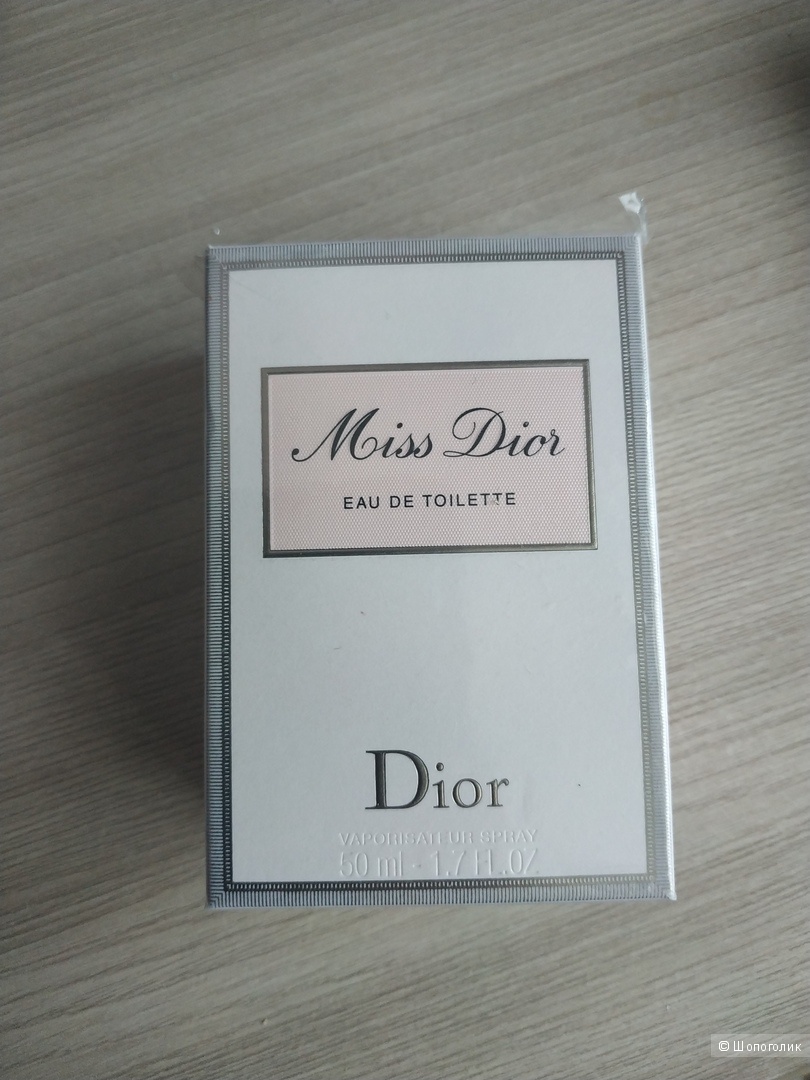 Miss Dior
EAU DE TOILETTE
Dior
VAPORISATEUR SPRAY
50 ml - 1.7 FL.OZ.
© Шопоголик